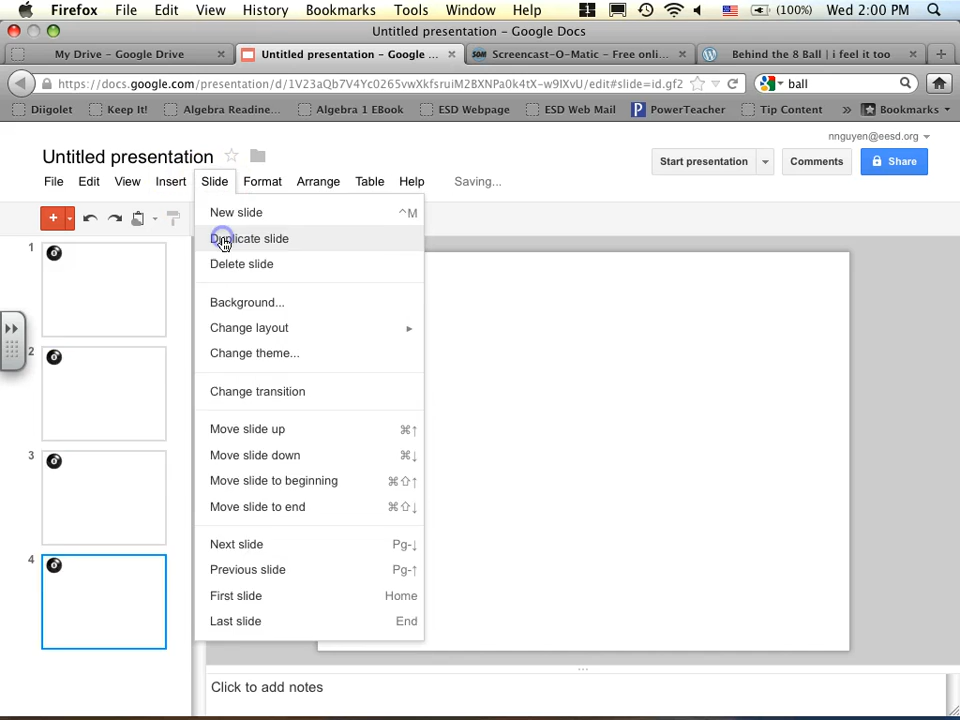 Firefox File Edit View History Bookmarks Tools Window Help (100%) Wed 2:00 PM
Untitled presentation - Google Docs
My Drive - Google Drive Untitled presentation - Google ... Screencast-O-Matic - Free onli... Behind the 8 Ball | i feel it too
https://docs.google.com/presentation/d/1V23aQb7V4Yc0265vwXkfsruiM2BXNPa0k4tX-w9IXvU/edit#slide=id.gf2 ball
Diigolet Keep It! Algebra Readine... Algebra 1 EBook ESD Webpage ESD Web Mail PowerTeacher Tip Content » Bookmarks
nnguyen@eesd.org
Untitled presentation Start presentation Comments Share
File Edit View Insert Slide Format Arrange Table Help Saving...
New slide ^M
Duplicate slide
Delete slide
Background...
Change layout
Change theme...
Change transition
Move slide up ⌘↑
Move slide down ⌘↓
Move slide to beginning ⌘⇧↑
Move slide to end ⌘⇧↓
Next slide Pg-↓
Previous slide Pg-↑
First slide Home
Last slide End
1
2
3
4
Click to add notes